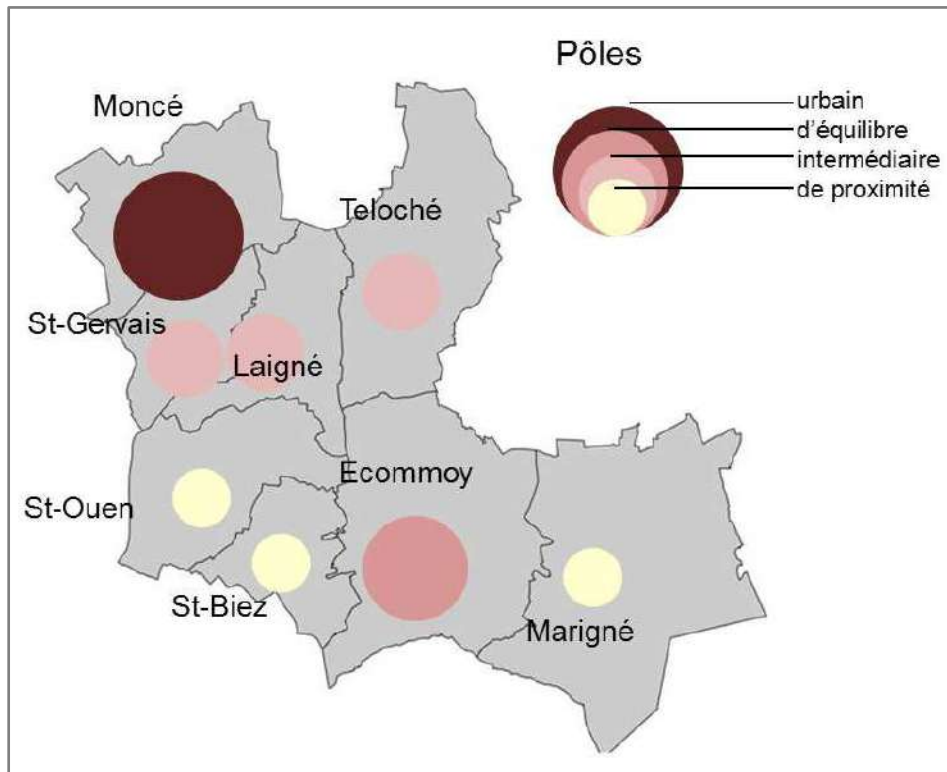 Pôles
urbain
d'équilibre
intermédiaire
de proximité
Moncé
Teloché
St-Gervais
Laigné
Ecommoy
St-Ouen
St-Biez
Marigné